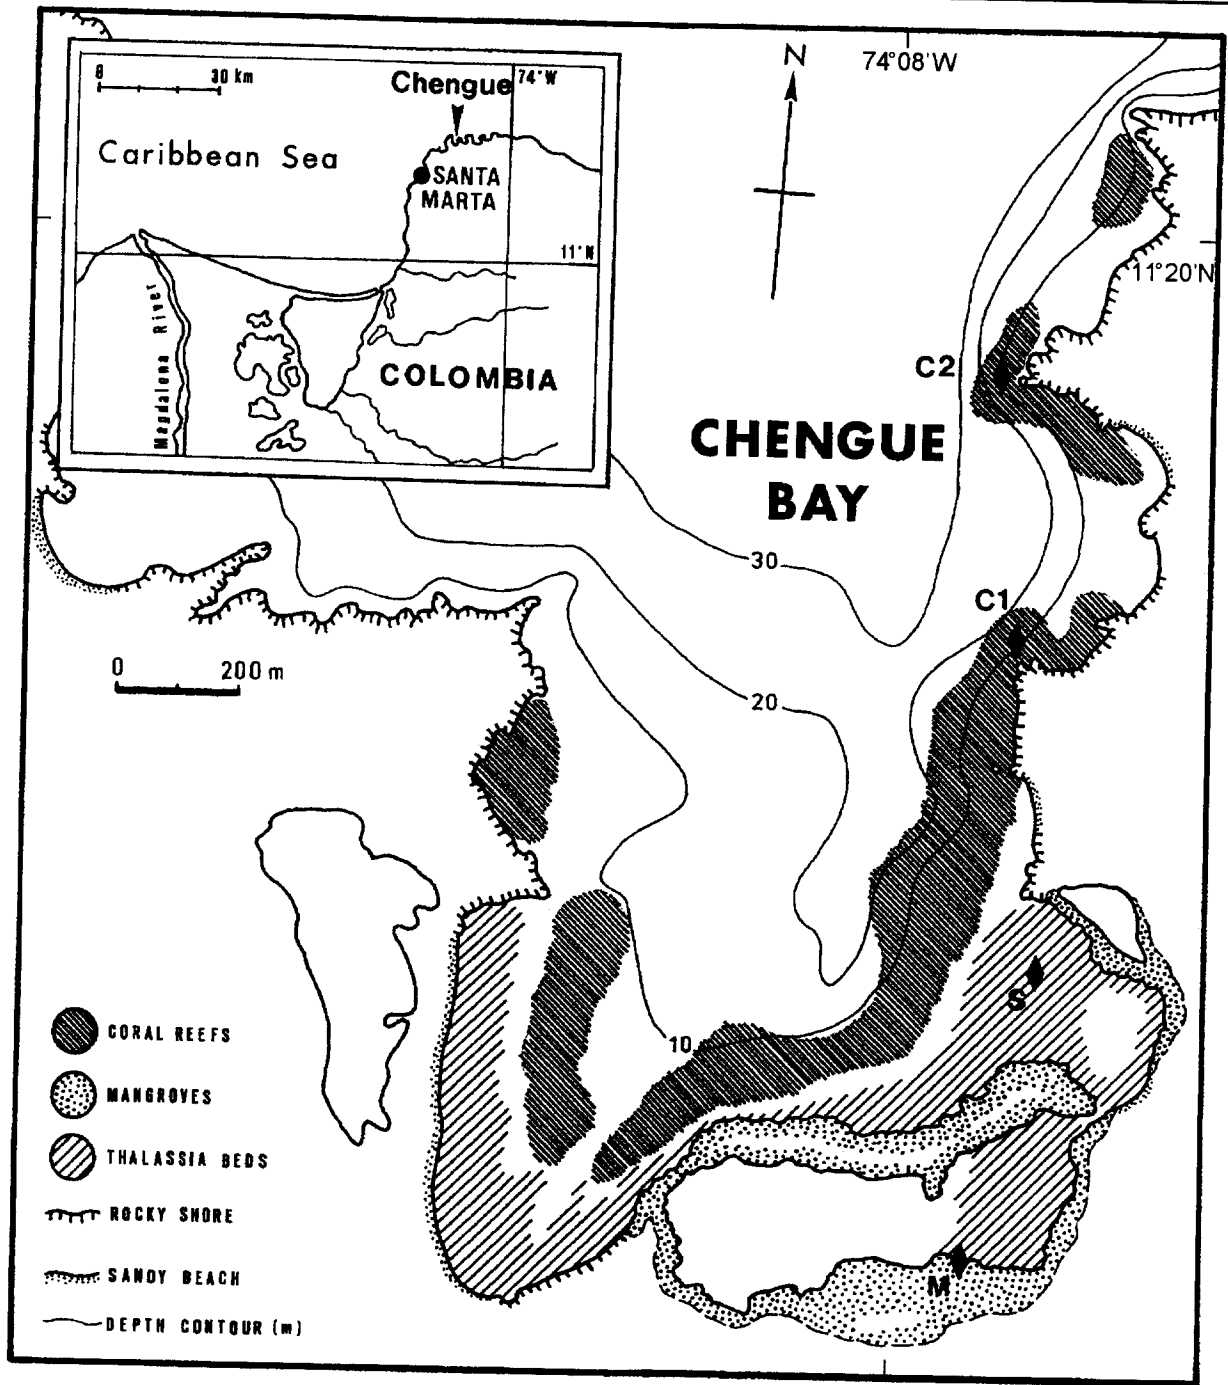 0 30 km
Chengue
74°W
Caribbean Sea
SANTA
MARTA
11°N
Magdalena River
COLOMBIA
N
74°08'W
11°20'N
C2
CHENGUE
BAY
30
C1
0 200 m
20
S
10
M
CORAL REEFS
MANGROVES
THALASSIA BEDS
ROCKY SHORE
SANDY BEACH
DEPTH CONTOUR (m)